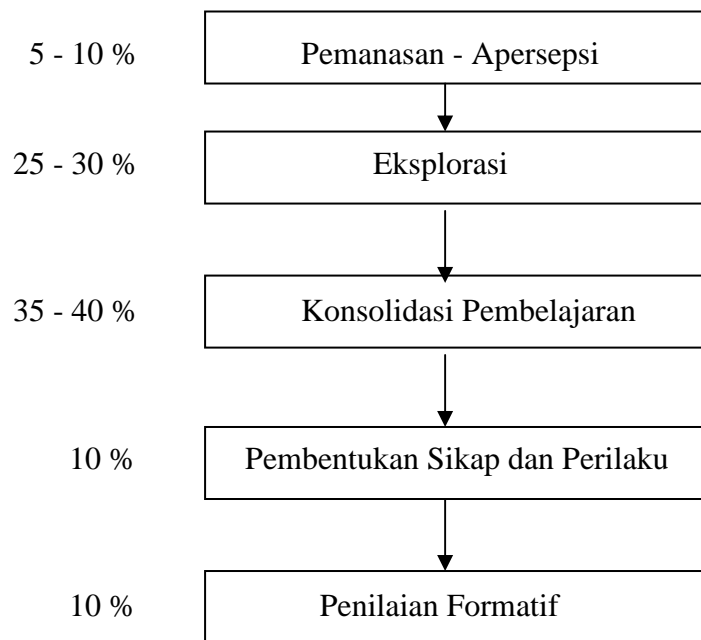 5 - 10 % Pemanasan - Apersepsi
25 - 30 % Eksplorasi
35 - 40 % Konsolidasi Pembelajaran
10 % Pembentukan Sikap dan Perilaku
10 % Penilaian Formatif